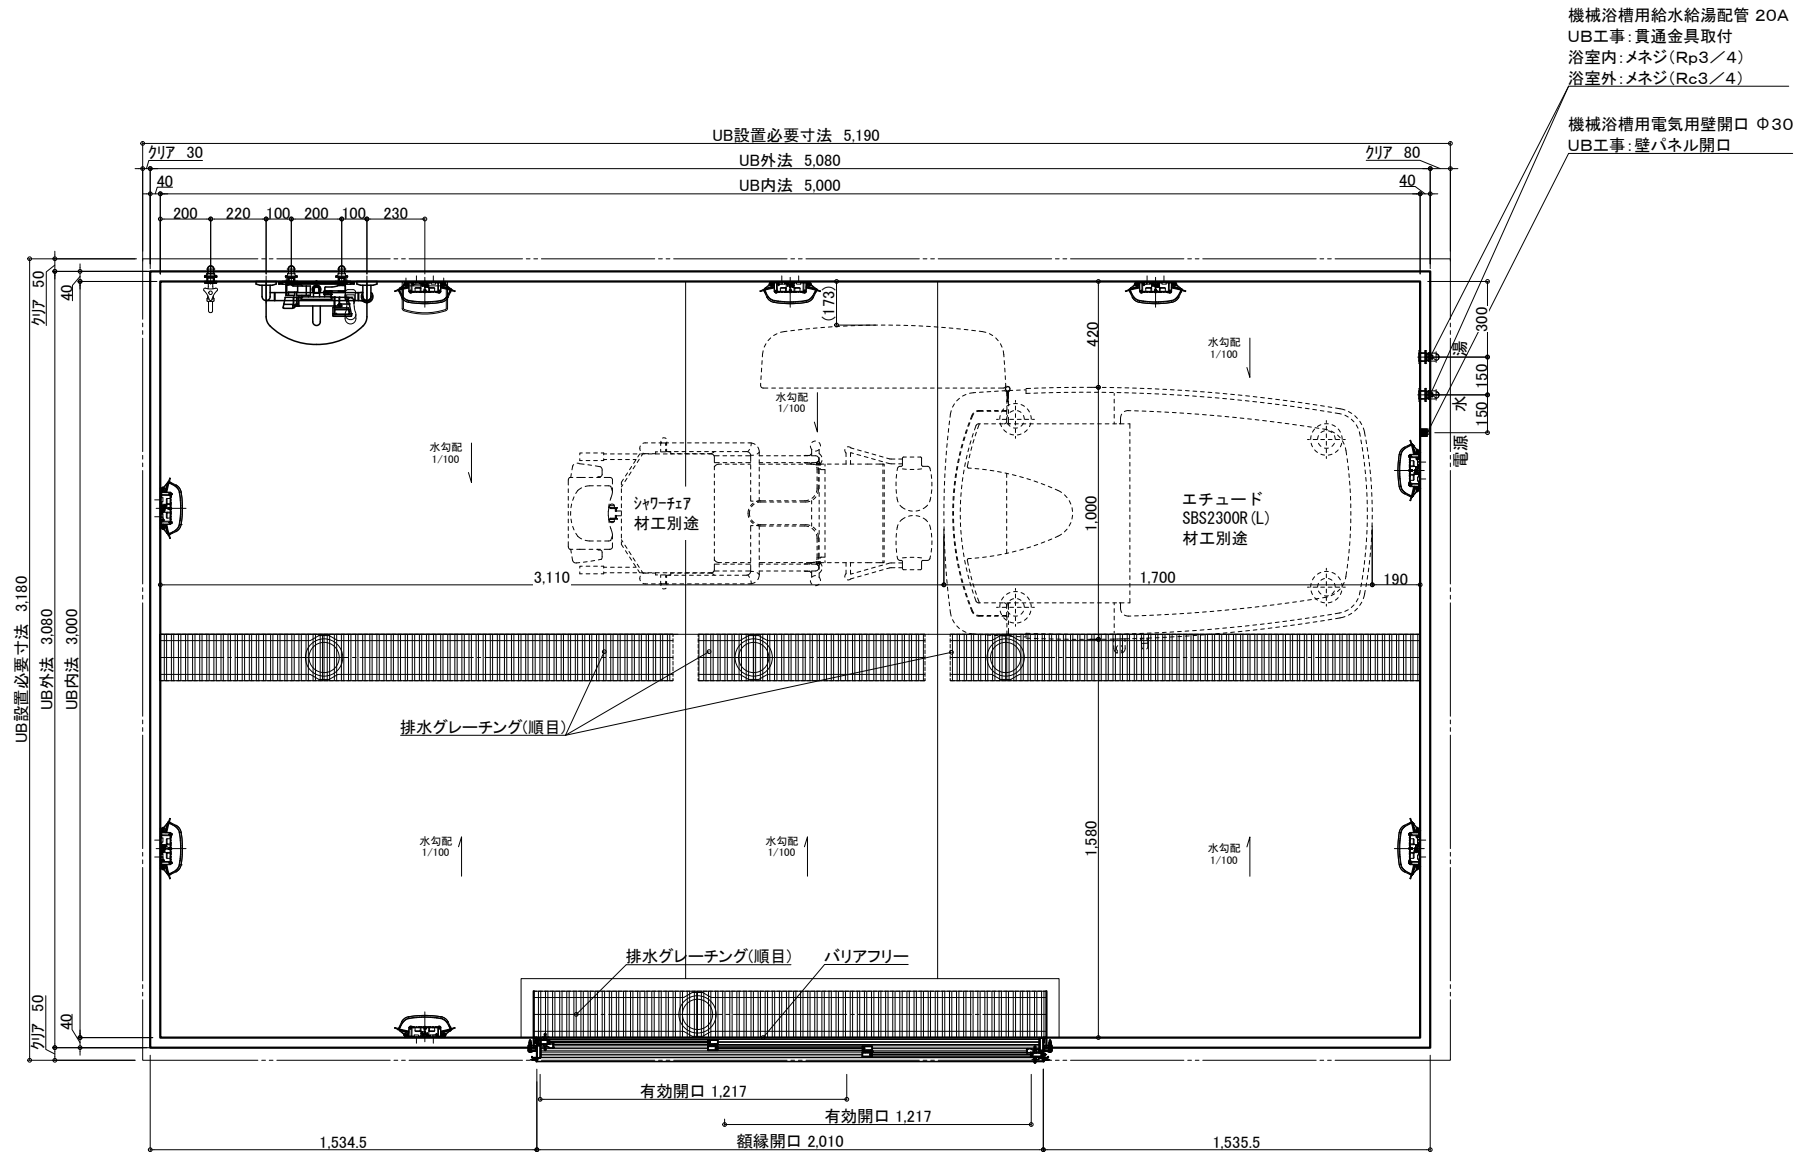 機械浴槽用給水給湯配管 20A
UB工事:貫通金具取付
浴室内:メネジ(Rp3/4)
浴室外:メネジ(Rc3/4)
機械浴槽用電気用壁開口 Φ30
UB工事:壁パネル開口
UB設置必要寸法 5,190
クリア 30
UB外法 5,080
クリア 80
40
UB内法 5,000
40
200
220
100
200
100
230
クリア 50
40
(173)
420
300
湯
150
水
150
電源
水勾配
1/100
水勾配
1/100
水勾配
1/100
シャワーチェア
材工別途
1,000
エチュード
SBS2300R(L)
材工別途
3,110
1,700
190
UB設置必要寸法 3,180
UB外法 3,080
UB内法 3,000
排水グレーチング(順目)
水勾配
1/100
水勾配
1/100
1,580
水勾配
1/100
排水グレーチング(順目)
バリアフリー
クリア 50
40
有効開口 1,217
有効開口 1,217
1,534.5
額縁開口 2,010
1,535.5